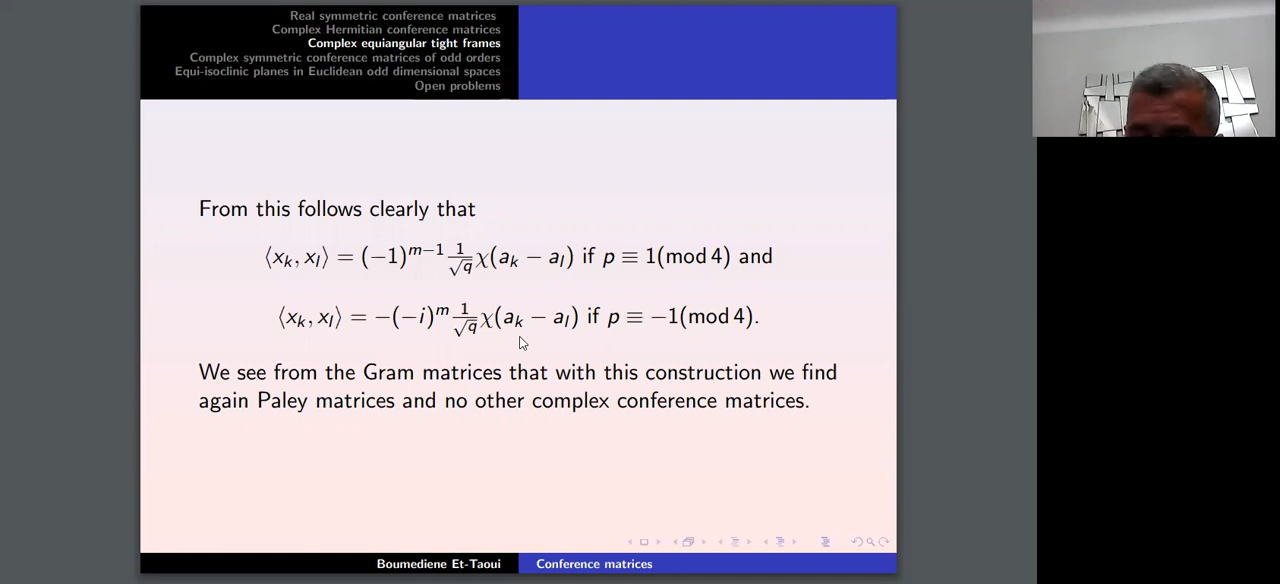 Real symmetric conference matrices
Complex Hermitian conference matrices
Complex equiangular tight frames
Complex symmetric conference matrices of odd orders
Equi-isoclinic planes in Euclidean odd dimensional spaces
Open problems
From this follows clearly that
⟨x_k, x_l⟩ = (−1)^{m−1} \frac{1}{\sqrt{q}} χ(a_k − a_l) if p ≡ 1(mod 4) and
⟨x_k, x_l⟩ = −(−i)^m \frac{1}{\sqrt{q}} χ(a_k − a_l) if p ≡ −1(mod 4).
We see from the Gram matrices that with this construction we find
again Paley matrices and no other complex conference matrices.
Boumediene Et-Taoui Conference matrices